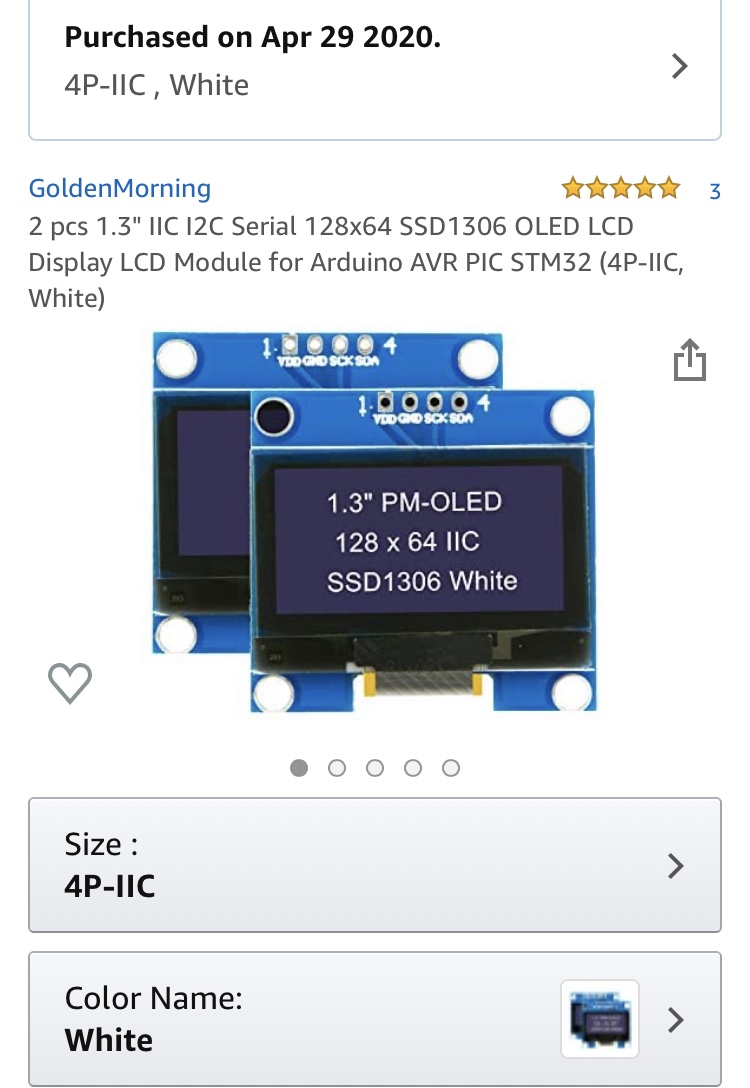 Purchased on Apr 29 2020.
4P-IIC , White
GoldenMorning
3
2 pcs 1.3" IIC I2C Serial 128x64 SSD1306 OLED LCD
Display LCD Module for Arduino AVR PIC STM32 (4P-IIC,
White)
1 4
VDD GND SCK SDA
1 4
VDD GND SCK SDA
1.3" PM-OLED
128 x 64 IIC
SSD1306 White
Size :
4P-IIC
Color Name:
White